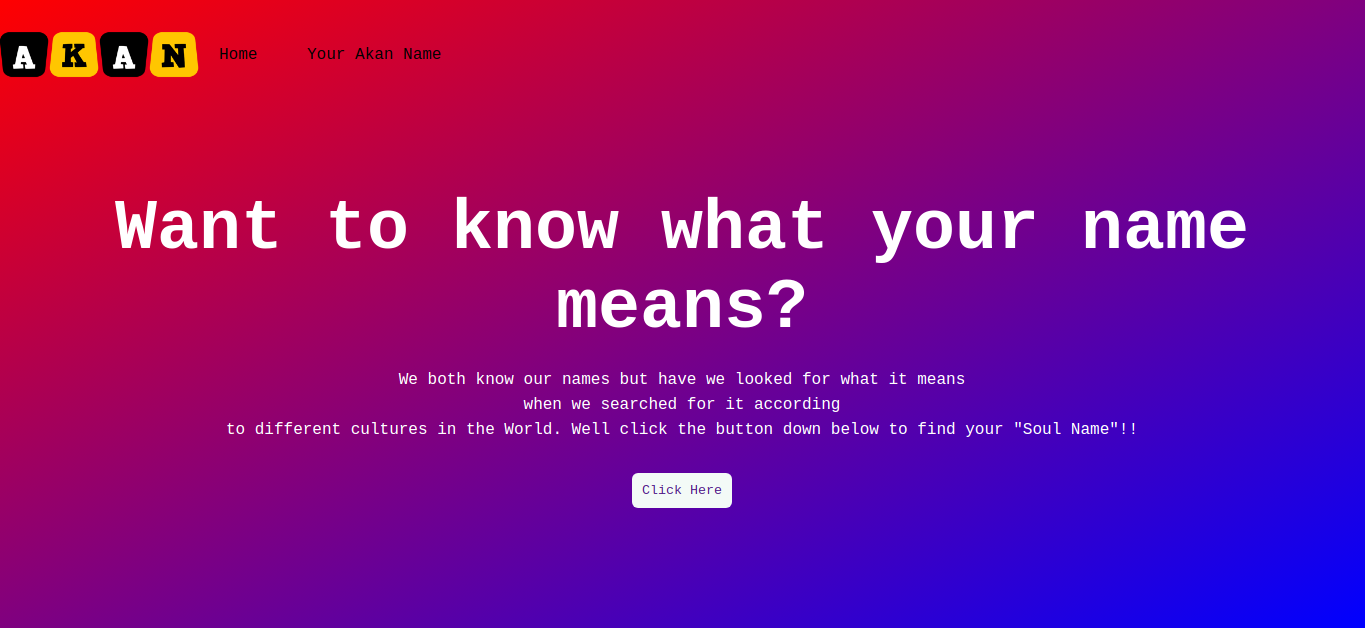 AKAN Home Your Akan Name
Want to know what your name
means?
We both know our names but have we looked for what it means
when we searched for it according
to different cultures in the World. Well click the button down below to find your "Soul Name"!!
Click Here